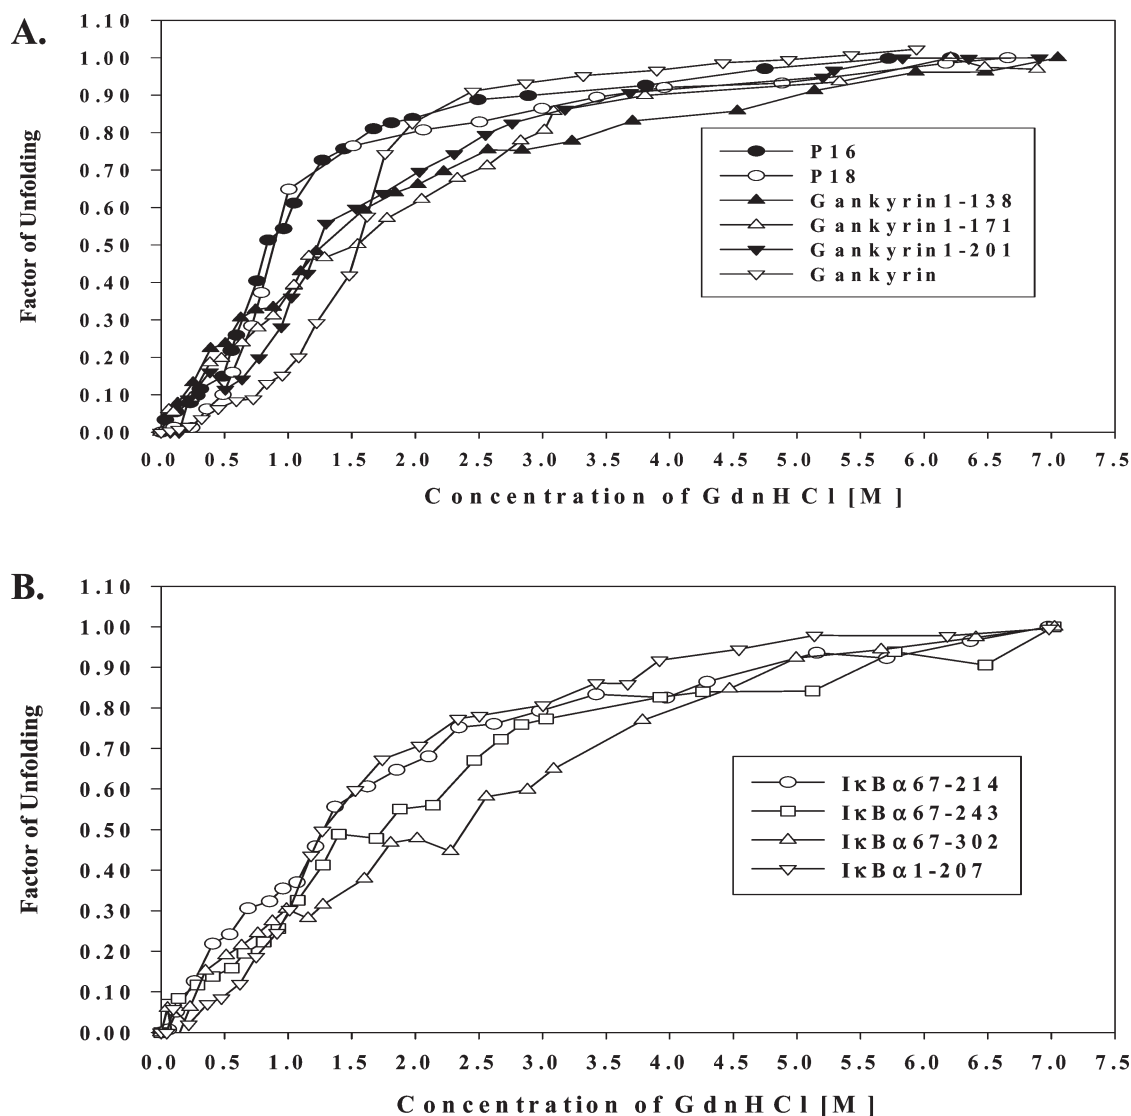 A.
1.10
1.00
0.90
0.80
0.70
0.60
0.50
0.40
0.30
0.20
0.10
0.00
Factor of Unfolding
P16
P18
Gankyrin1-138
Gankyrin1-171
Gankyrin1-201
Gankyrin
0.0 0.5 1.0 1.5 2.0 2.5 3.0 3.5 4.0 4.5 5.0 5.5 6.0 6.5 7.0 7.5
Concentration of GdnHCl [M]
B.
1.10
1.00
0.90
0.80
0.70
0.60
0.50
0.40
0.30
0.20
0.10
0.00
Factor of Unfolding
IκBα67-214
IκBα67-243
IκBα67-302
IκBα1-207
0.0 0.5 1.0 1.5 2.0 2.5 3.0 3.5 4.0 4.5 5.0 5.5 6.0 6.5 7.0 7.5
Concentration of GdnHCl [M]